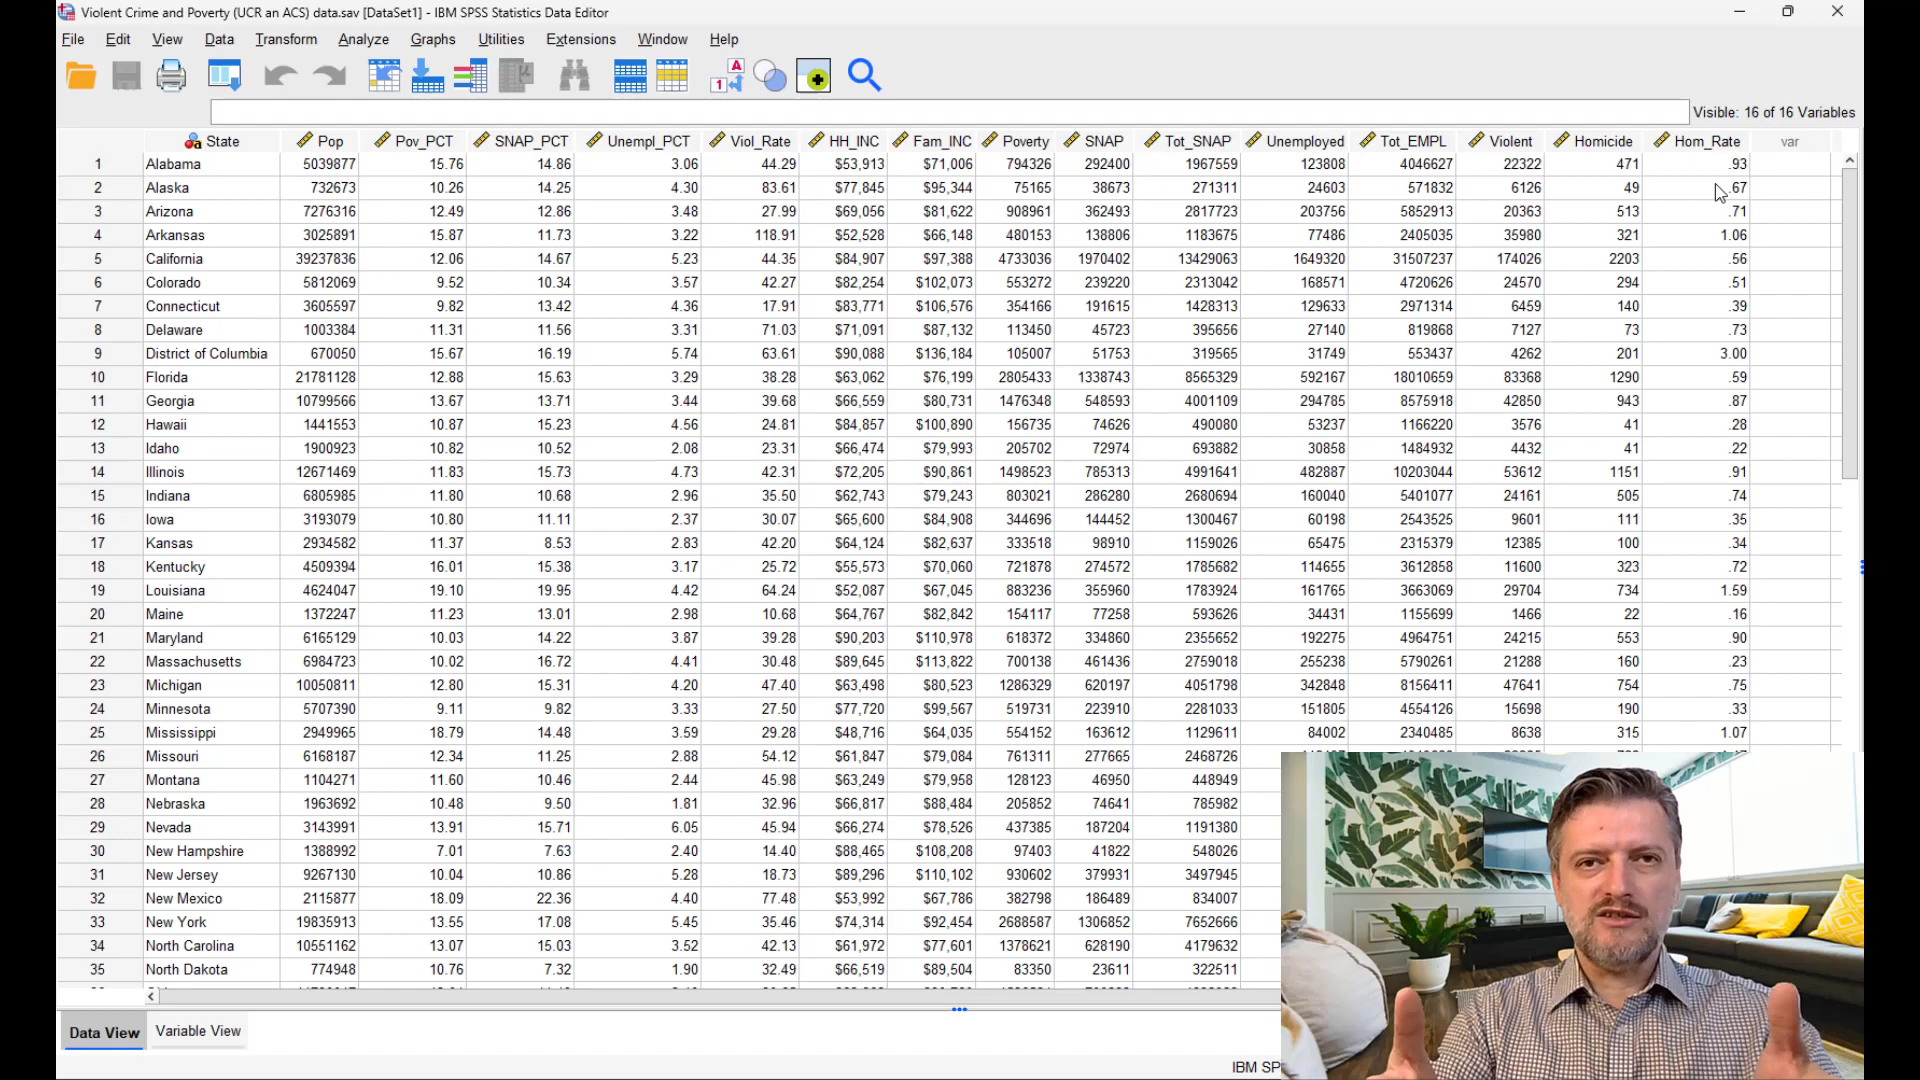 Violent Crime and Poverty (UCR an ACS) data.sav [DataSet1] - IBM SPSS Statistics Data Editor
File Edit View Data Transform Analyze Graphs Utilities Extensions Window Help
Visible: 16 of 16 Variables
State Pop Pov_PCT SNAP_PCT Unempl_PCT Viol_Rate HH_INC Fam_INC Poverty SNAP Tot_SNAP Unemployed Tot_EMPL Violent Homicide Hom_Rate var
1 Alabama 5039877 15.76 14.86 3.06 44.29 $53,913 $71,006 794326 292400 1967559 123808 4046627 22322 471 .93
2 Alaska 732673 10.26 14.25 4.30 83.61 $77,845 $95,344 75165 38673 271311 24603 571832 6126 49 .67
3 Arizona 7276316 12.49 12.86 3.48 27.99 $69,056 $81,622 908961 362493 2817723 203756 5852913 20363 513 .71
4 Arkansas 3025891 15.87 11.73 3.22 118.91 $52,528 $66,148 480153 138806 1183675 77486 2405035 35980 321 1.06
5 California 39237836 12.06 14.67 5.23 44.35 $84,907 $97,388 4733036 1970402 13429063 1649320 31507237 174026 2203 .56
6 Colorado 5812069 9.52 10.34 3.57 42.27 $82,254 $102,073 553272 239220 2313042 168571 4720626 24570 294 .51
7 Connecticut 3605597 9.82 13.42 4.36 17.91 $83,771 $106,576 354166 191615 1428313 129633 2971314 6459 140 .39
8 Delaware 1003384 11.31 11.56 3.31 71.03 $71,091 $87,132 113450 45723 395656 27140 819868 7127 73 .73
9 District of Columbia 670050 15.67 16.19 5.74 63.61 $90,088 $136,184 105007 51753 319565 31749 553437 4262 201 3.00
10 Florida 21781128 12.88 15.63 3.29 38.28 $63,062 $76,199 2805433 1338743 8565329 592167 18010659 83368 1290 .59
11 Georgia 10799566 13.67 13.71 3.44 39.68 $66,559 $80,731 1476348 548593 4001109 294785 8575918 42850 943 .87
12 Hawaii 1441553 10.87 15.23 4.56 24.81 $84,857 $100,890 156735 74626 490080 53237 1166220 3576 41 .28
13 Idaho 1900923 10.82 10.52 2.08 23.31 $66,474 $79,993 205702 72974 693882 30858 1484932 4432 41 .22
14 Illinois 12671469 11.83 15.73 4.73 42.31 $72,205 $90,861 1498523 785313 4991641 482887 10203044 53612 1151 .91
15 Indiana 6805985 11.80 10.68 2.96 35.50 $62,743 $79,243 803021 286280 2680694 160040 5401077 24161 505 .74
16 Iowa 3193079 10.80 11.11 2.37 30.07 $65,600 $84,908 344696 144452 1300467 60198 2543525 9601 111 .35
17 Kansas 2934582 11.37 8.53 2.83 42.20 $64,124 $82,637 333518 98910 1159026 65475 2315379 12385 100 .34
18 Kentucky 4509394 16.01 15.38 3.17 25.72 $55,573 $70,060 721878 274572 1785682 114655 3612858 11600 323 .72
19 Louisiana 4624047 19.10 19.95 4.42 64.24 $52,087 $67,045 883236 355960 1783924 161765 3663069 29704 734 1.59
20 Maine 1372247 11.23 13.01 2.98 10.68 $64,767 $82,842 154117 77258 593626 34431 1155699 1466 22 .16
21 Maryland 6165129 10.03 14.22 3.87 39.28 $90,203 $110,978 618372 334860 2355652 192275 4964751 24215 553 .90
22 Massachusetts 6984723 10.02 16.72 4.41 30.48 $89,645 $113,822 700138 461436 2759018 255238 5790261 21288 160 .23
23 Michigan 10050811 12.80 15.31 4.20 47.40 $63,498 $80,523 1286329 620197 4051798 342848 8156411 47641 754 .75
24 Minnesota 5707390 9.11 9.82 3.33 27.50 $77,720 $99,567 519731 223910 2281033 151805 4554126 15698 190 .33
25 Mississippi 2949965 18.79 14.48 3.59 29.28 $48,716 $64,035 554152 163612 1129611 84002 2340485 8638 315 1.07
26 Missouri 6168187 12.34 11.25 2.88 54.12 $61,847 $79,084 761311 277665 2468726
27 Montana 1104271 11.60 10.46 2.44 45.98 $63,249 $79,958 128123 46950 448949
28 Nebraska 1963692 10.48 9.50 1.81 32.96 $66,817 $88,484 205852 74641 785982
29 Nevada 3143991 13.91 15.71 6.05 45.94 $66,274 $78,526 437385 187204 1191380
30 New Hampshire 1388992 7.01 7.63 2.40 14.40 $88,465 $108,208 97403 41822 548026
31 New Jersey 9267130 10.04 10.86 5.28 18.73 $89,296 $110,102 930602 379931 3497945
32 New Mexico 2115877 18.09 22.36 4.40 77.48 $53,992 $67,786 382798 186489 834007
33 New York 19835913 13.55 17.08 5.45 35.46 $74,314 $92,454 2688587 1306852 7652666
34 North Carolina 10551162 13.07 15.03 3.52 42.13 $61,972 $77,601 1378621 628190 4179632
35 North Dakota 774948 10.76 7.32 1.90 32.49 $66,519 $89,504 83350 23611 322511
Data View Variable View
IBM SP